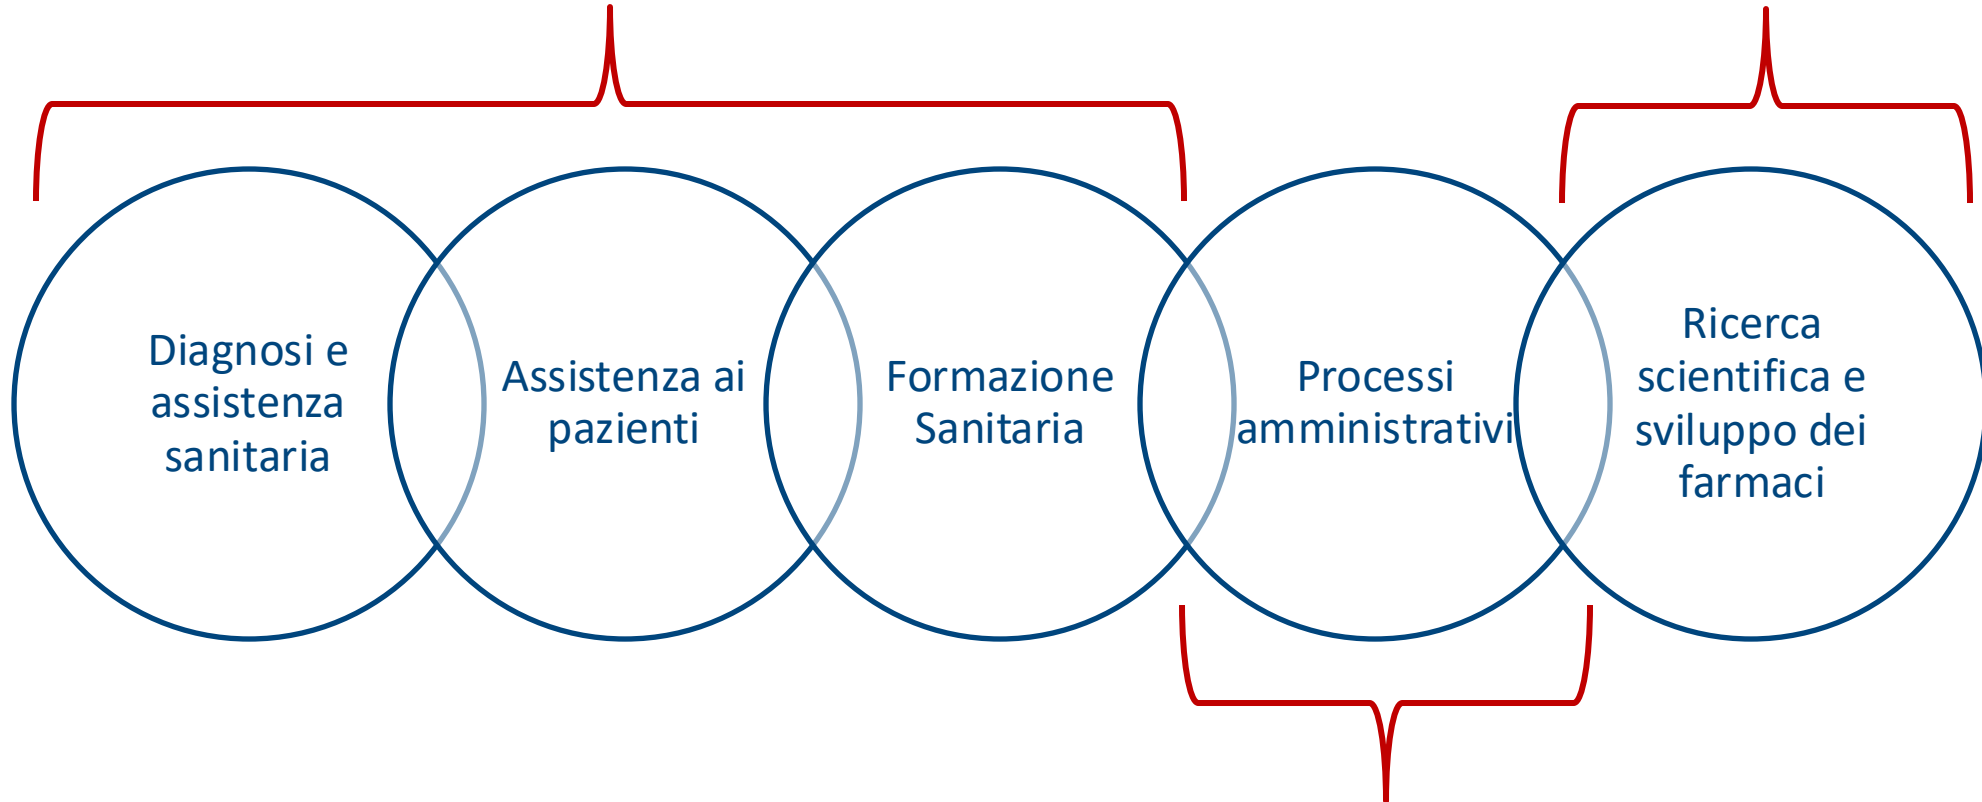 Diagnosi e
assistenza
sanitaria
Assistenza ai
pazienti
Formazione
Sanitaria
Processi
amministrativi
Ricerca
scientifica e
sviluppo dei
farmaci